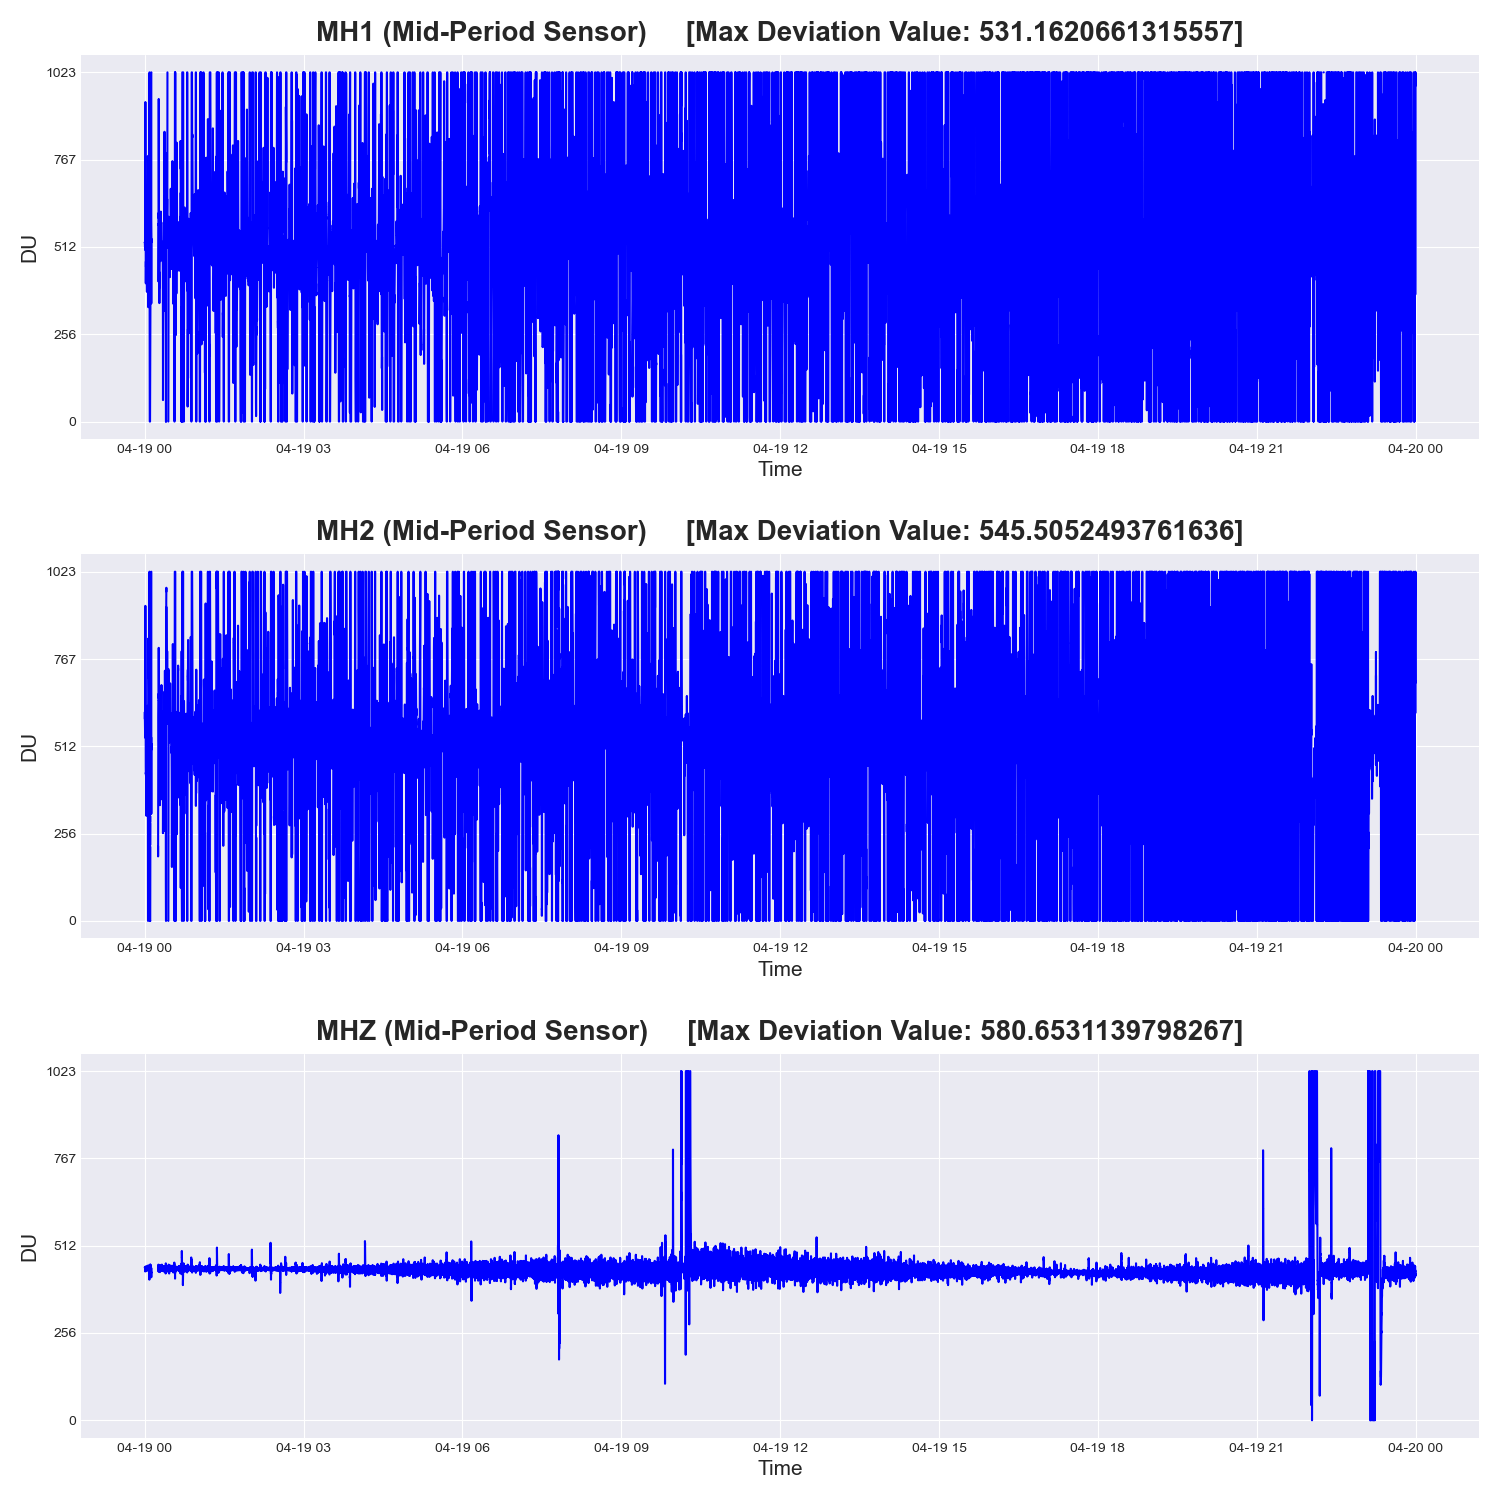 MH1 (Mid-Period Sensor) [Max Deviation Value: 531.1620661315557]
1023
767
512
256
0
DU
04-19 00 04-19 03 04-19 06 04-19 09 04-19 12 04-19 15 04-19 18 04-19 21 04-20 00
Time
MH2 (Mid-Period Sensor) [Max Deviation Value: 545.5052493761636]
1023
767
512
256
0
DU
04-19 00 04-19 03 04-19 06 04-19 09 04-19 12 04-19 15 04-19 18 04-19 21 04-20 00
Time
MHZ (Mid-Period Sensor) [Max Deviation Value: 580.6531139798267]
1023
767
512
256
0
DU
04-19 00 04-19 03 04-19 06 04-19 09 04-19 12 04-19 15 04-19 18 04-19 21 04-20 00
Time